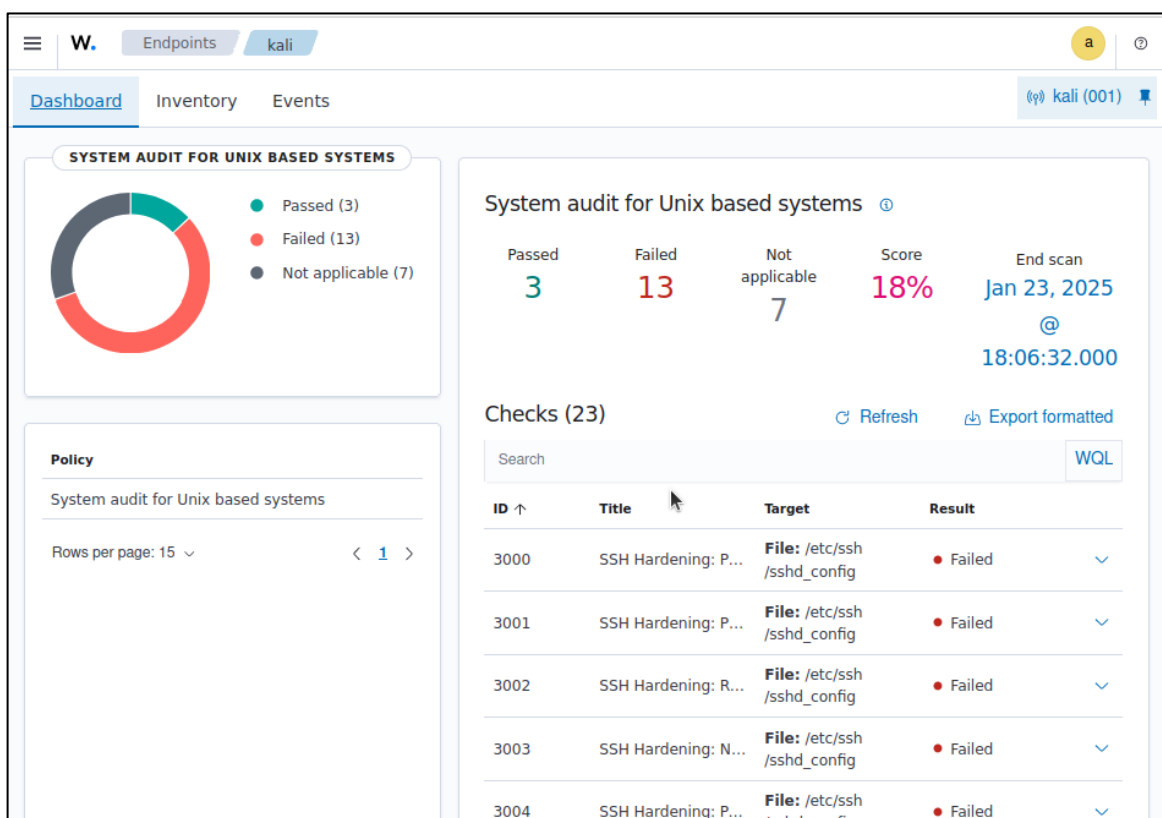 W. Endpoints kali a
Dashboard Inventory Events kali (001)
SYSTEM AUDIT FOR UNIX BASED SYSTEMS
Passed (3)
Failed (13)
Not applicable (7)
Policy
System audit for Unix based systems
Rows per page: 15 1
System audit for Unix based systems
Passed
3
Failed
13
Not
applicable
7
Score
18%
End scan
Jan 23, 2025
@
18:06:32.000
Checks (23) Refresh Export formatted
Search WQL
ID Title Target Result
3000 SSH Hardening: P... File: /etc/ssh
/sshd_config Failed
3001 SSH Hardening: P... File: /etc/ssh
/sshd_config Failed
3002 SSH Hardening: R... File: /etc/ssh
/sshd_config Failed
3003 SSH Hardening: N... File: /etc/ssh
/sshd_config Failed
3004 SSH Hardening: P... File: /etc/ssh
Failed